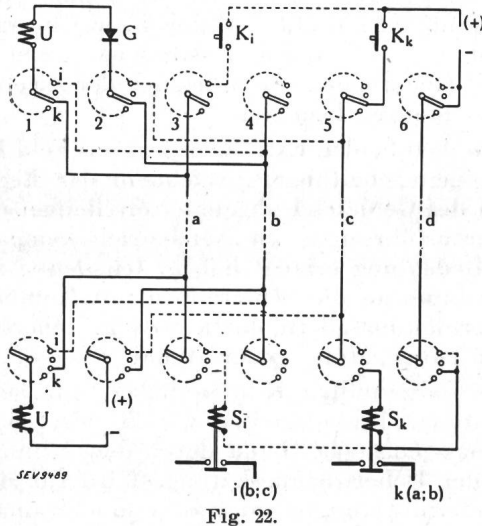 U G Kᵢ Kₖ (+)
−
i
k
1 2 3 4 5 6
a b c d
i
k
−
U (+) Sᵢ Sₖ
SEV9489
i(b;c) k(a;b)
Fig. 22.